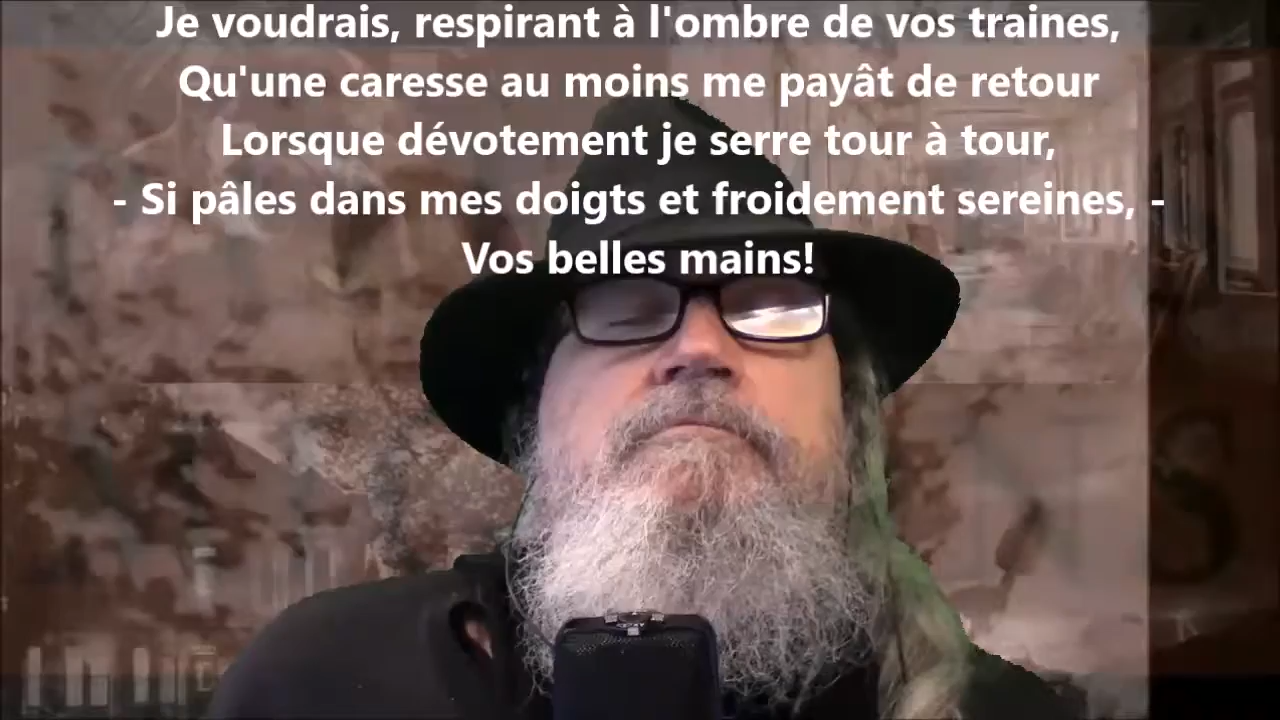 Je voudrais, respirant à l'ombre de vos traines,
Qu'une caresse au moins me payât de retour
Lorsque dévotement je serre tour à tour,
- Si pâles dans mes doigts et froidement sereines, -
Vos belles mains!